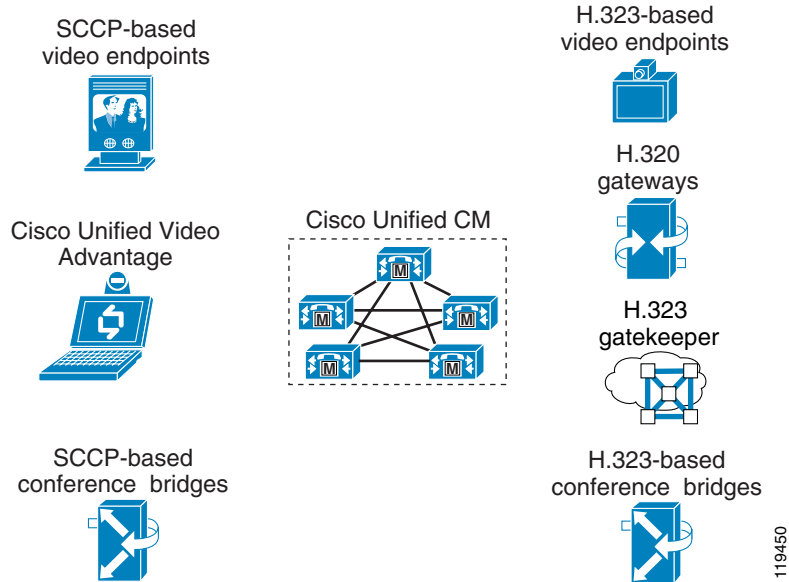 SCCP-based
video endpoints
H.323-based
video endpoints
H.320
gateways
Cisco Unified Video
Advantage
Cisco Unified CM
M
M
M
M
M
H.323
gatekeeper
SCCP-based
conference bridges
H.323-based
conference bridges
119450